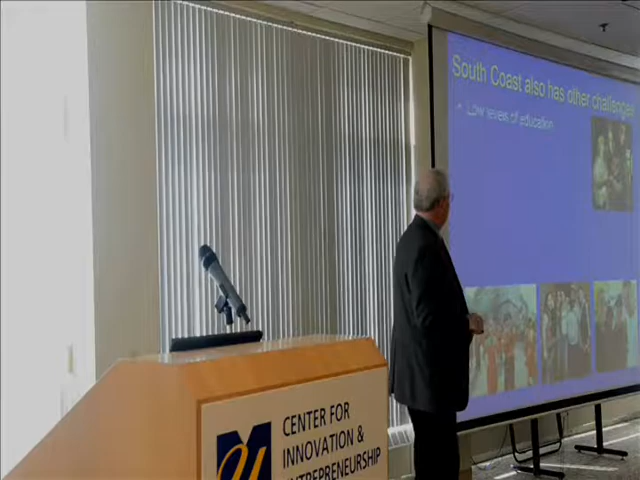 South Coast also has other challenges
Low levels of education
CENTER FOR
INNOVATION &
ENTREPRENEURSHIP